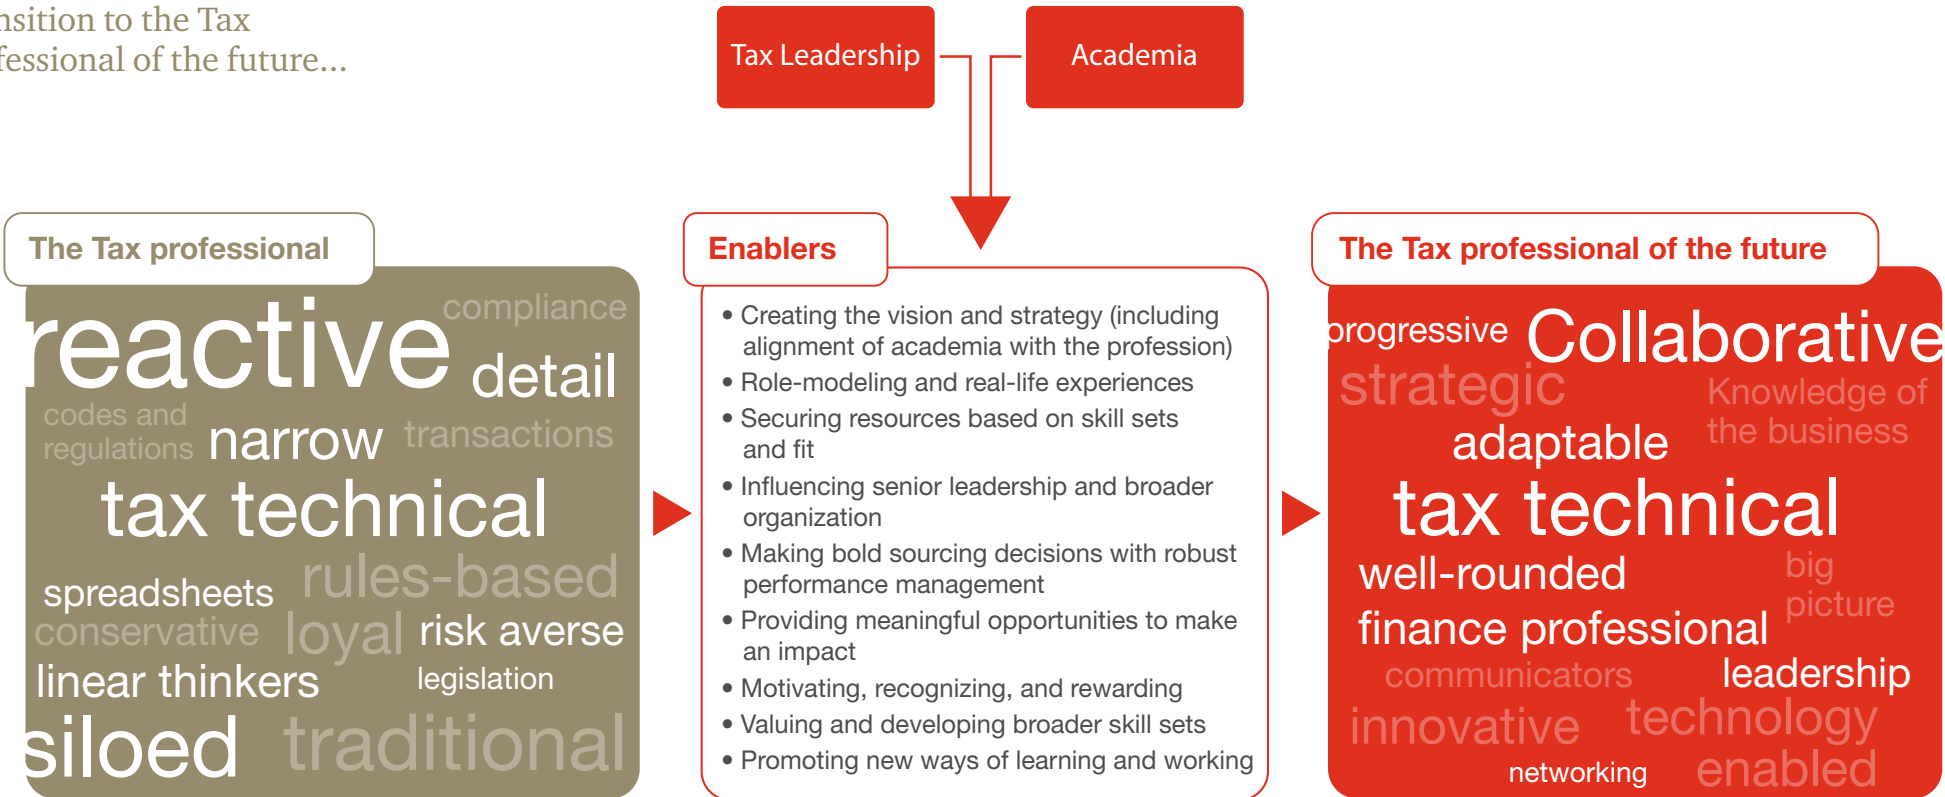 nsition to the Tax
fessional of the future...
Tax Leadership
Academia
The Tax professional
reactive
compliance
detail
codes and
regulations
narrow
transactions
tax technical
spreadsheets
rules-based
conservative
loyal
risk averse
linear thinkers
legislation
siloed
traditional
Enablers
• Creating the vision and strategy (including
alignment of academia with the profession)
• Role-modeling and real-life experiences
• Securing resources based on skill sets
and fit
• Influencing senior leadership and broader
organization
• Making bold sourcing decisions with robust
performance management
• Providing meaningful opportunities to make
an impact
• Motivating, recognizing, and rewarding
• Valuing and developing broader skill sets
• Promoting new ways of learning and working
The Tax professional of the future
progressive
Collaborative
strategic
Knowledge of
the business
adaptable
tax technical
well-rounded
big
picture
finance professional
communicators
leadership
innovative
technology
enabled
networking